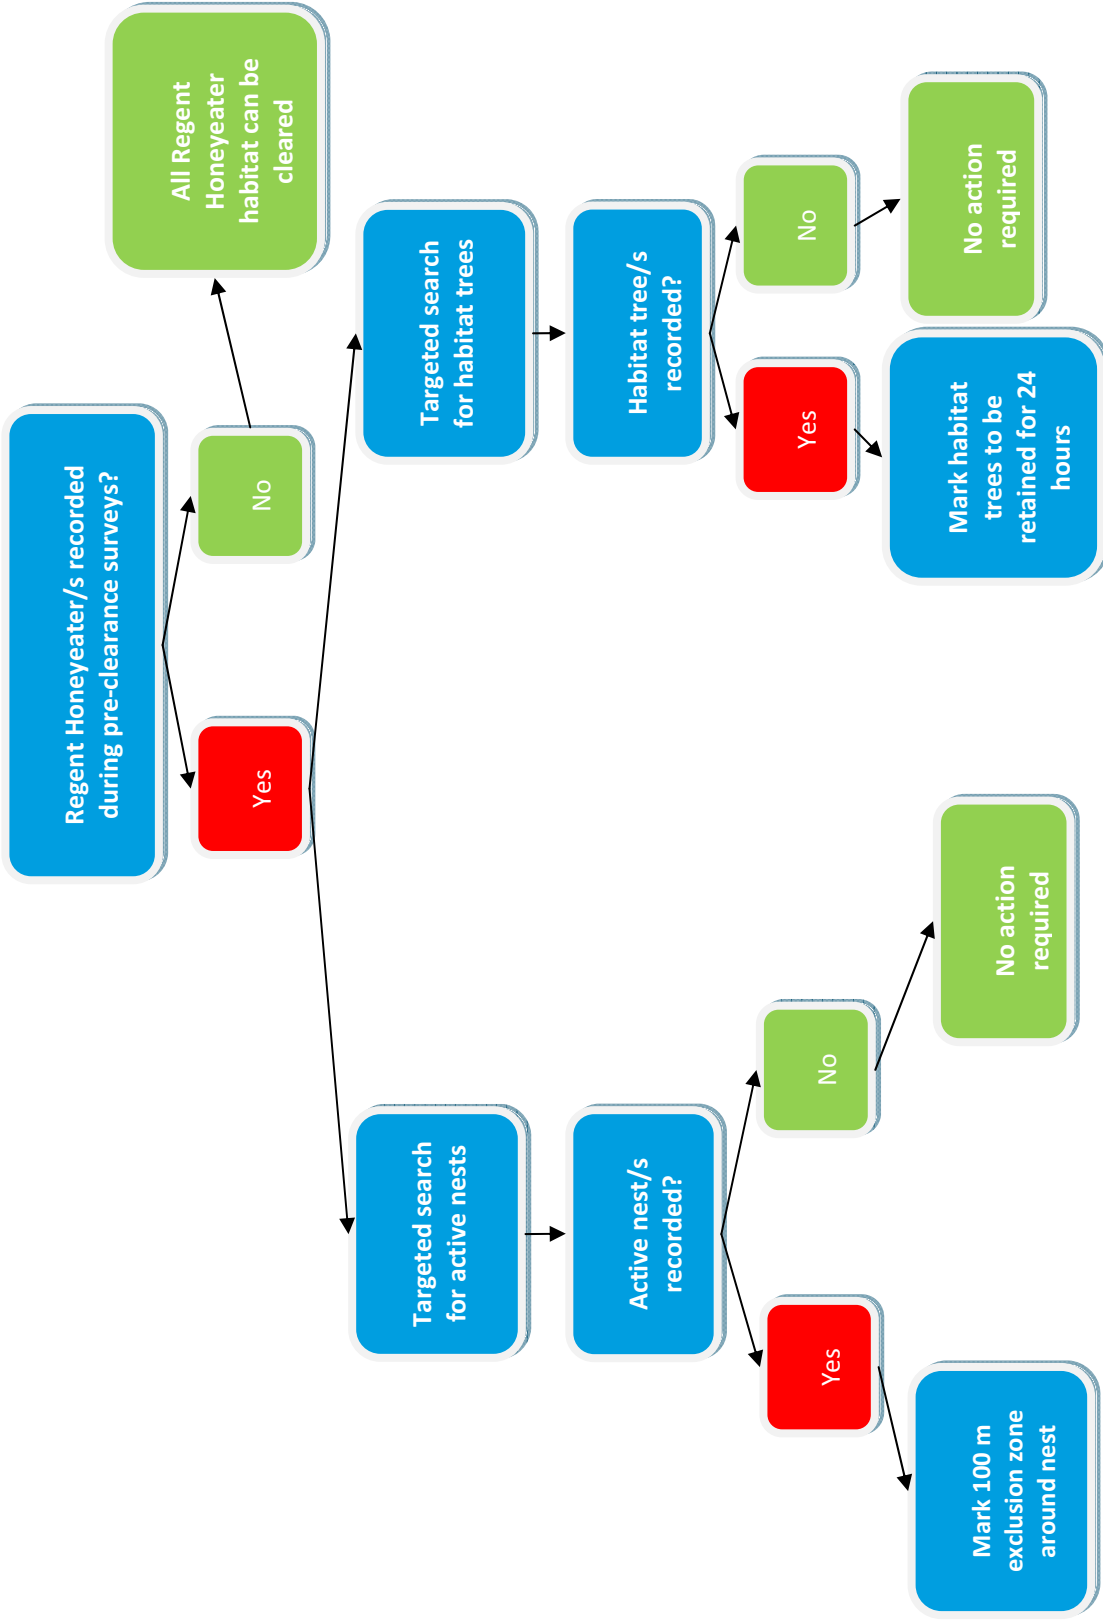 Regent Honeyeater/s recorded
during pre-clearance surveys?
Yes
No
All Regent
Honeyeater
habitat can be
cleared
Targeted search
for active nests
Targeted search
for habitat trees
Active nest/s
recorded?
Habitat tree/s
recorded?
Yes
No
Yes
No
Mark 100 m
exclusion zone
around nest
No action
required
Mark habitat
trees to be
retained for 24
hours
No action
required